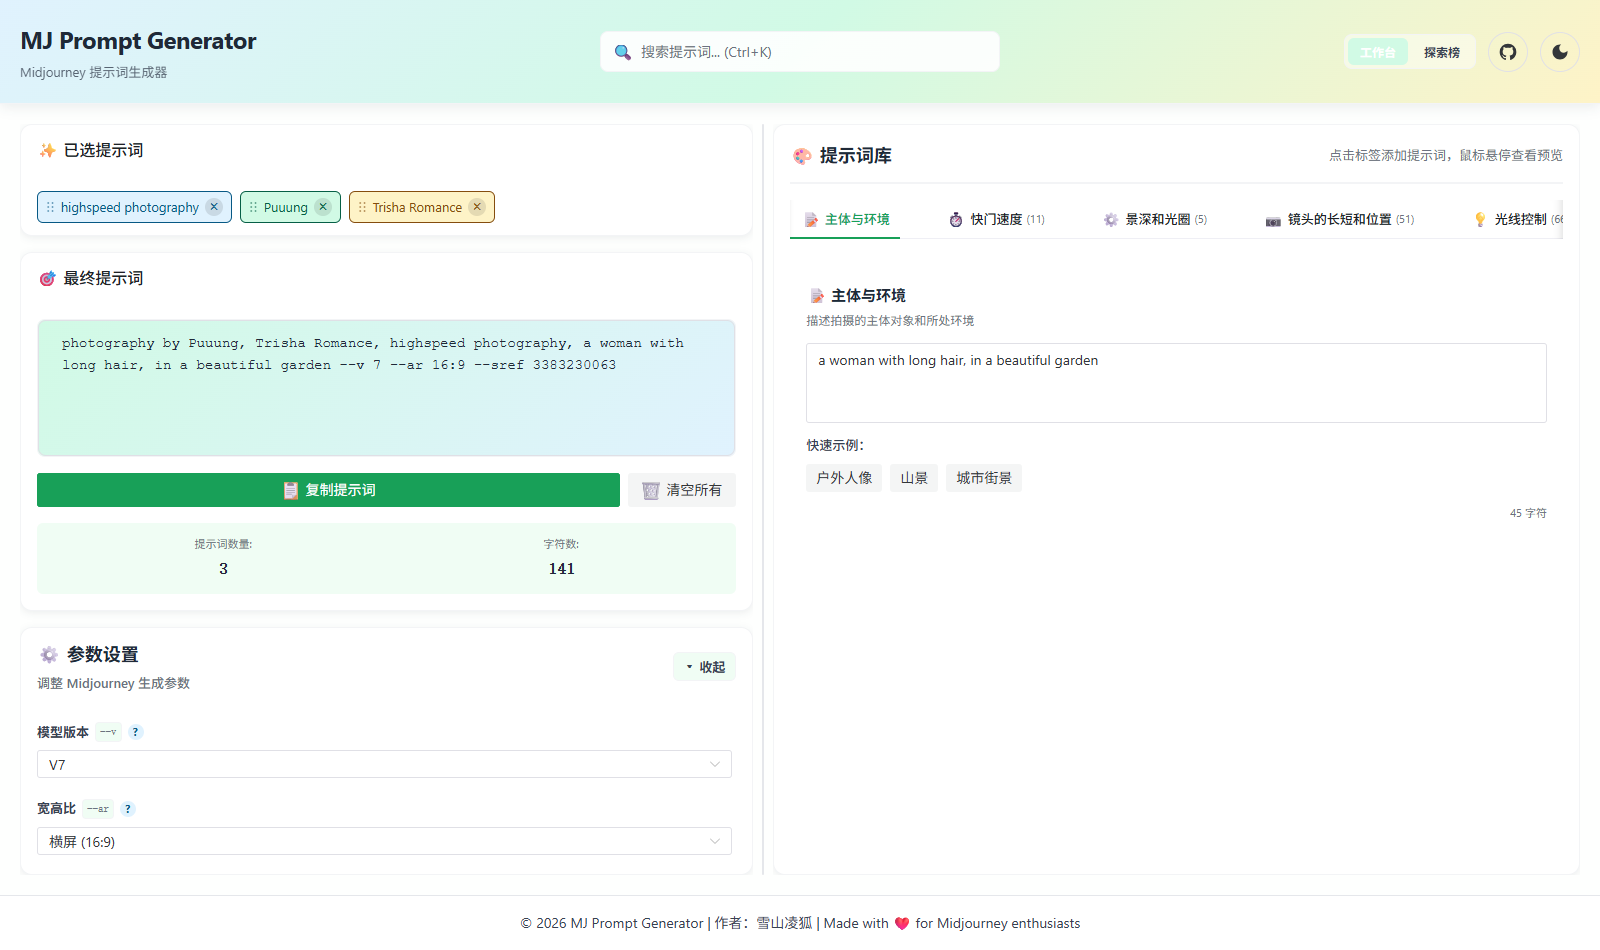 MJ Prompt Generator
Midjourney 提示词生成器
搜索提示词... (Ctrl+K)
工作台
探索榜
已选提示词
highspeed photography
Puuung
Trisha Romance
最终提示词
photography by Puuung, Trisha Romance, highspeed photography, a woman with
long hair, in a beautiful garden --v 7 --ar 16:9 --sref 3383230063
复制提示词
清空所有
提示词数量:
3
字符数:
141
参数设置
调整 Midjourney 生成参数
收起
模型版本 --v ?
V7
宽高比 --ar ?
横屏 (16:9)
提示词库
点击标签添加提示词，鼠标悬停查看预览
主体与环境
快门速度 (11)
景深和光圈 (5)
镜头的长短和位置 (51)
光线控制 (66
主体与环境
描述拍摄的主体对象和所处环境
a woman with long hair, in a beautiful garden
快速示例：
户外人像
山景
城市街景
45 字符
© 2026 MJ Prompt Generator | 作者：雪山凌狐 | Made with ❤️ for Midjourney enthusiasts